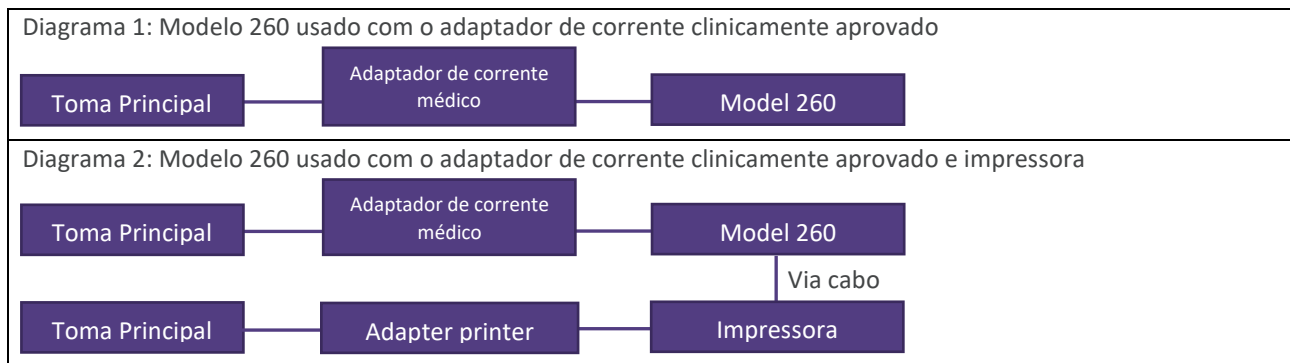 Diagrama 1: Modelo 260 usado com o adaptador de corrente clinicamente aprovado
Toma Principal
Adaptador de corrente
médico
Model 260
Diagrama 2: Modelo 260 usado com o adaptador de corrente clinicamente aprovado e impressora
Toma Principal
Adaptador de corrente
médico
Model 260
Via cabo
Toma Principal
Adapter printer
Impressora